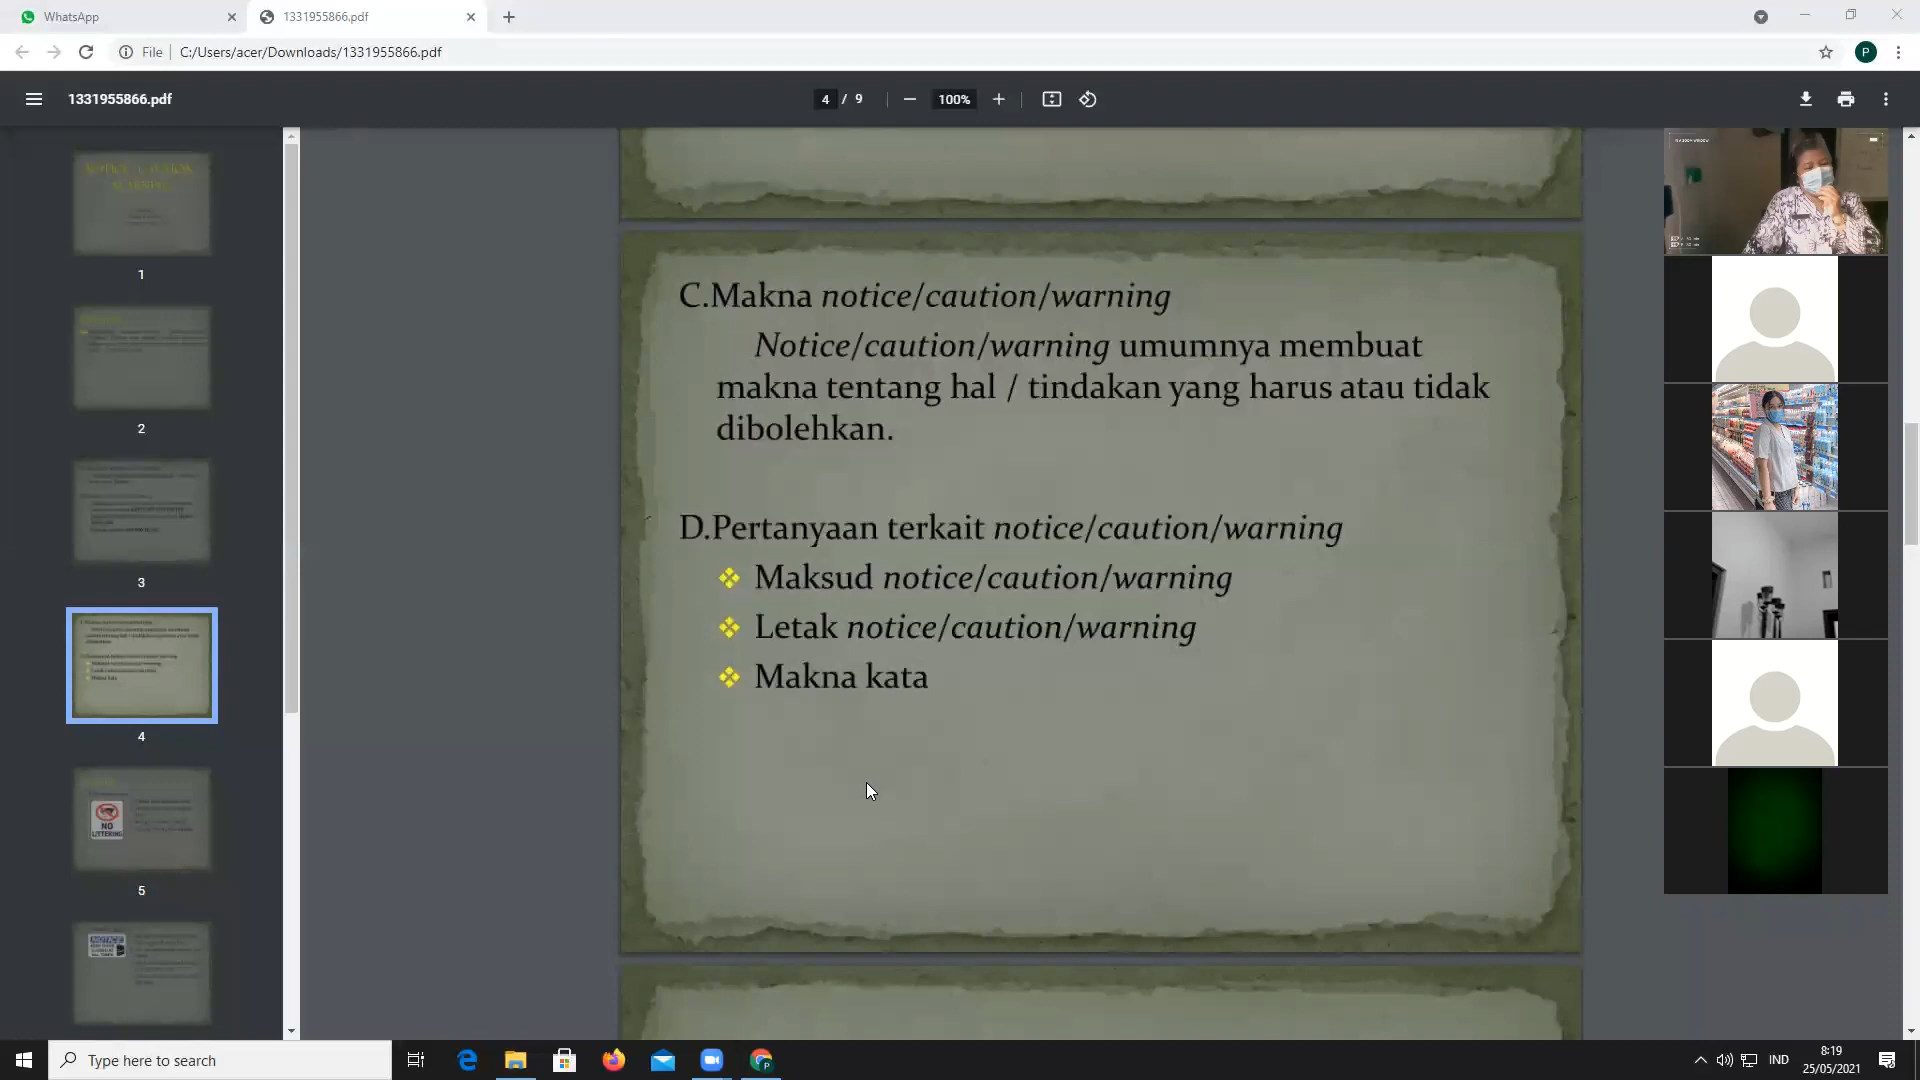 WhatsApp
1331955866.pdf
File
C:/Users/acer/Downloads/1331955866.pdf
P
1331955866.pdf
4 / 9
100%
1
2
3
4
5
NO
LITTERING
NOTICE
C.Makna notice/caution/warning
Notice/caution/warning umumnya membuat
makna tentang hal / tindakan yang harus atau tidak
dibolehkan.
D.Pertanyaan terkait notice/caution/warning
Maksud notice/caution/warning
Letak notice/caution/warning
Makna kata
Type here to search
P
IND
8:19
25/05/2021